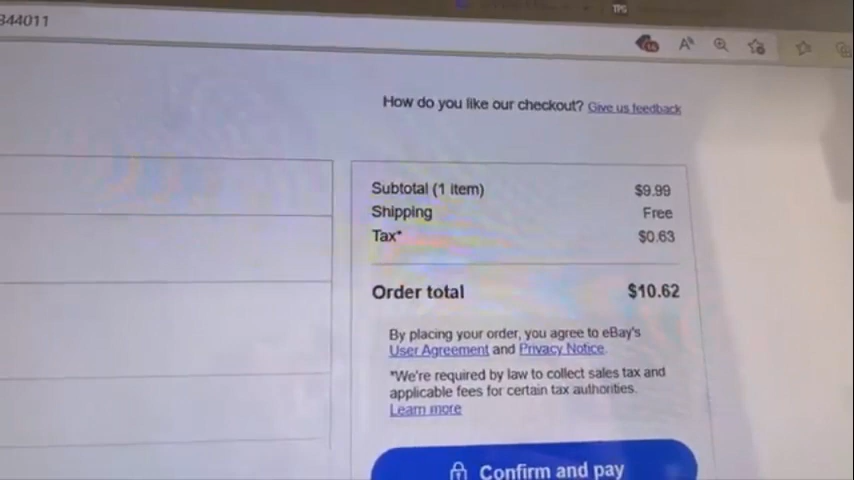 344011
TPS
How do you like our checkout? Give us feedback
Subtotal (1 item) $9.99
Shipping Free
Tax* $0.63
Order total $10.62
By placing your order, you agree to eBay's
User Agreement and Privacy Notice.
*We're required by law to collect sales tax and
applicable fees for certain tax authorities.
Learn more
Confirm and pay